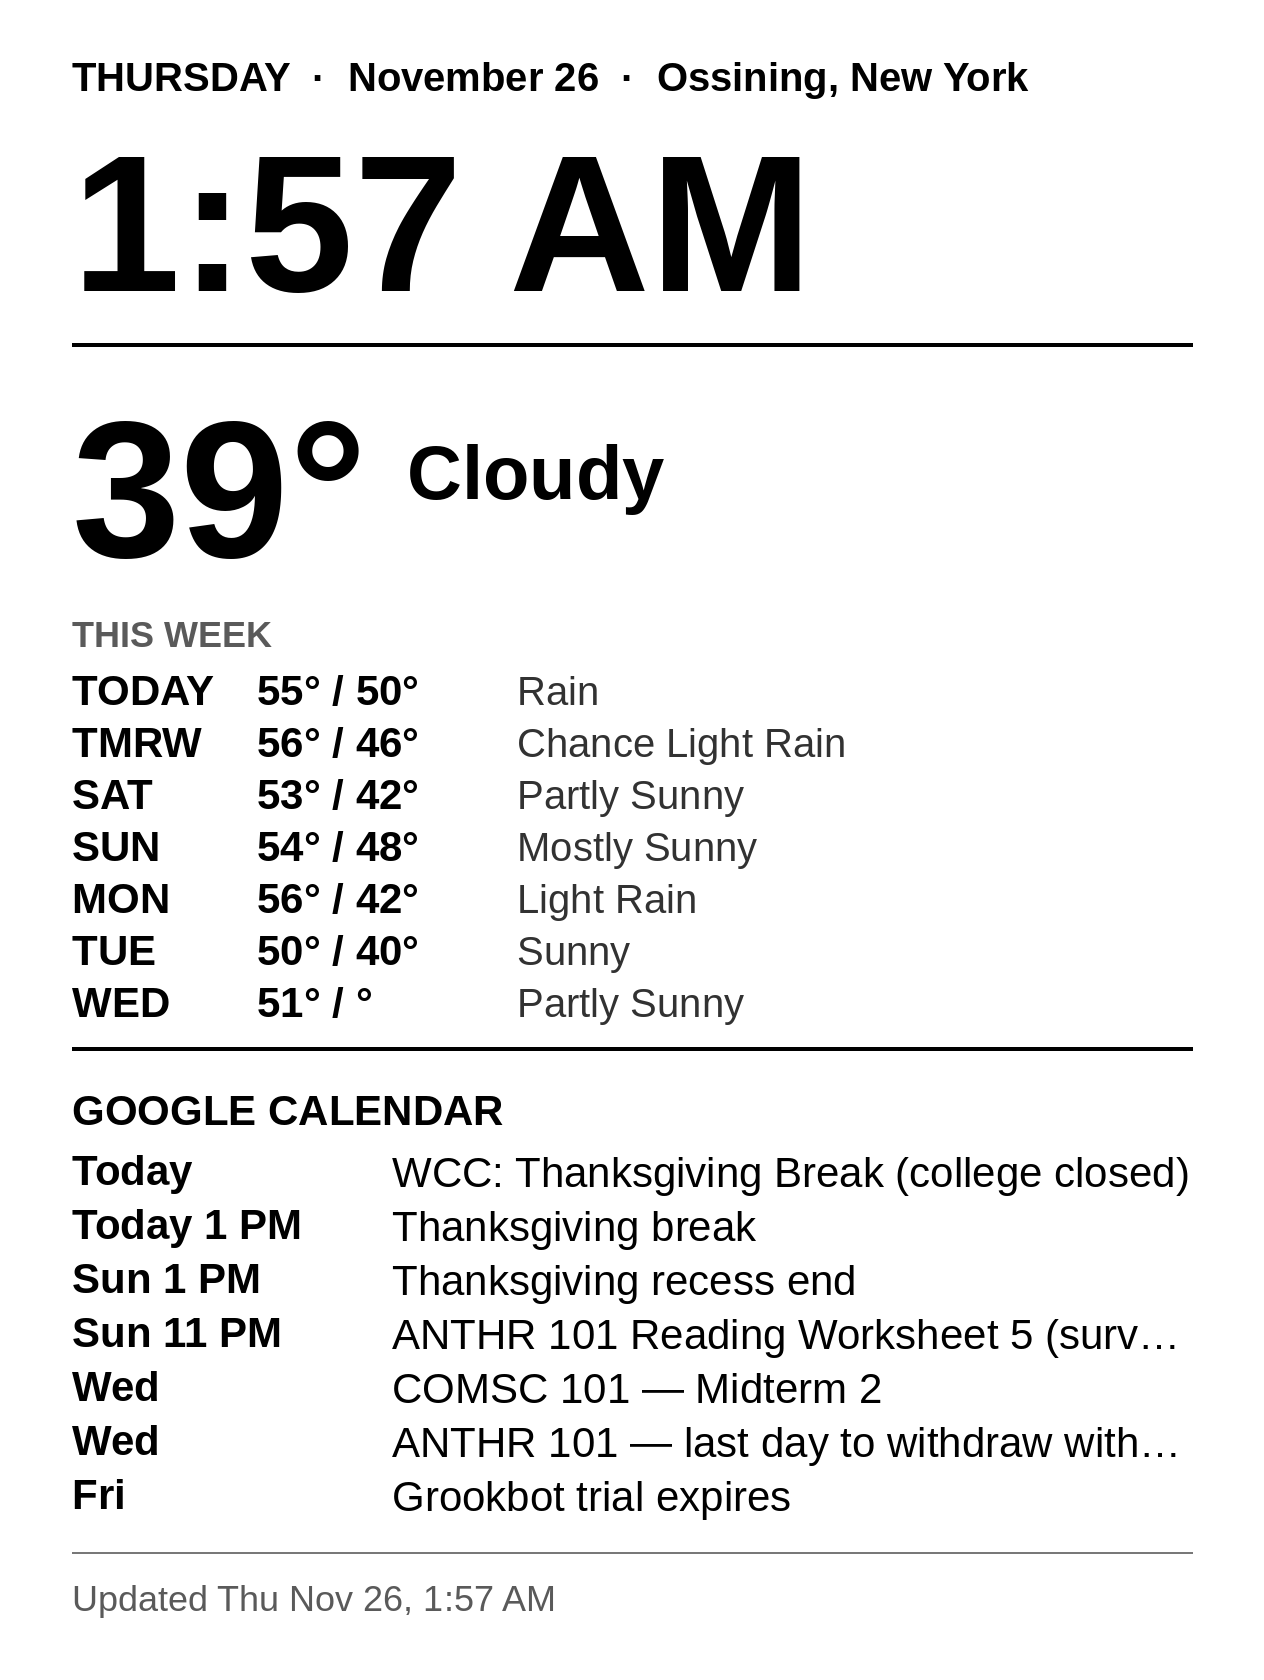 THURSDAY · November 26 · Ossining, New York
1:57 AM
39° Cloudy
THIS WEEK
TODAY 55° / 50° Rain
TMRW 56° / 46° Chance Light Rain
SAT 53° / 42° Partly Sunny
SUN 54° / 48° Mostly Sunny
MON 56° / 42° Light Rain
TUE 50° / 40° Sunny
WED 51° / ° Partly Sunny
GOOGLE CALENDAR
Today WCC: Thanksgiving Break (college closed)
Today 1 PM Thanksgiving break
Sun 1 PM Thanksgiving recess end
Sun 11 PM ANTHR 101 Reading Worksheet 5 (surv…
Wed COMSC 101 — Midterm 2
Wed ANTHR 101 — last day to withdraw with…
Fri Grookbot trial expires
Updated Thu Nov 26, 1:57 AM